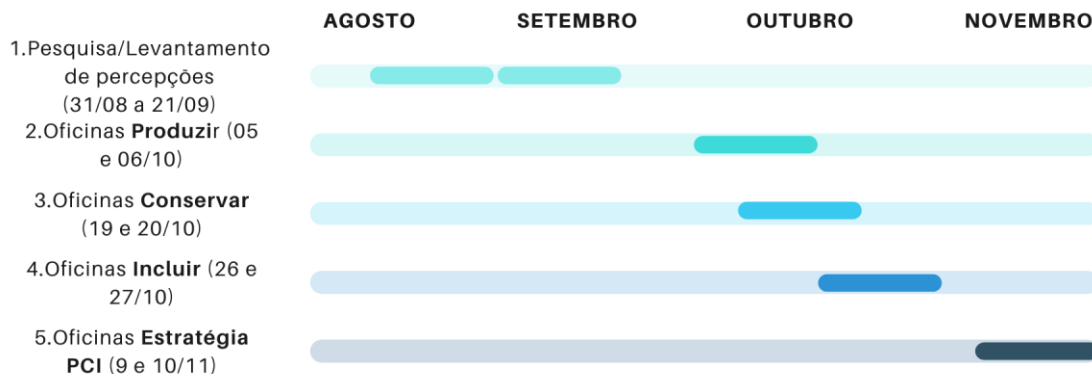 AGOSTO SETEMBRO OUTUBRO NOVEMBRO
1.Pesquisa/Levantamento
de percepções
(31/08 a 21/09)
2.Oficinas Produzir (05
e 06/10)
3.Oficinas Conservar
(19 e 20/10)
4.Oficinas Incluir (26 e
27/10)
5.Oficinas Estratégia
PCI (9 e 10/11)